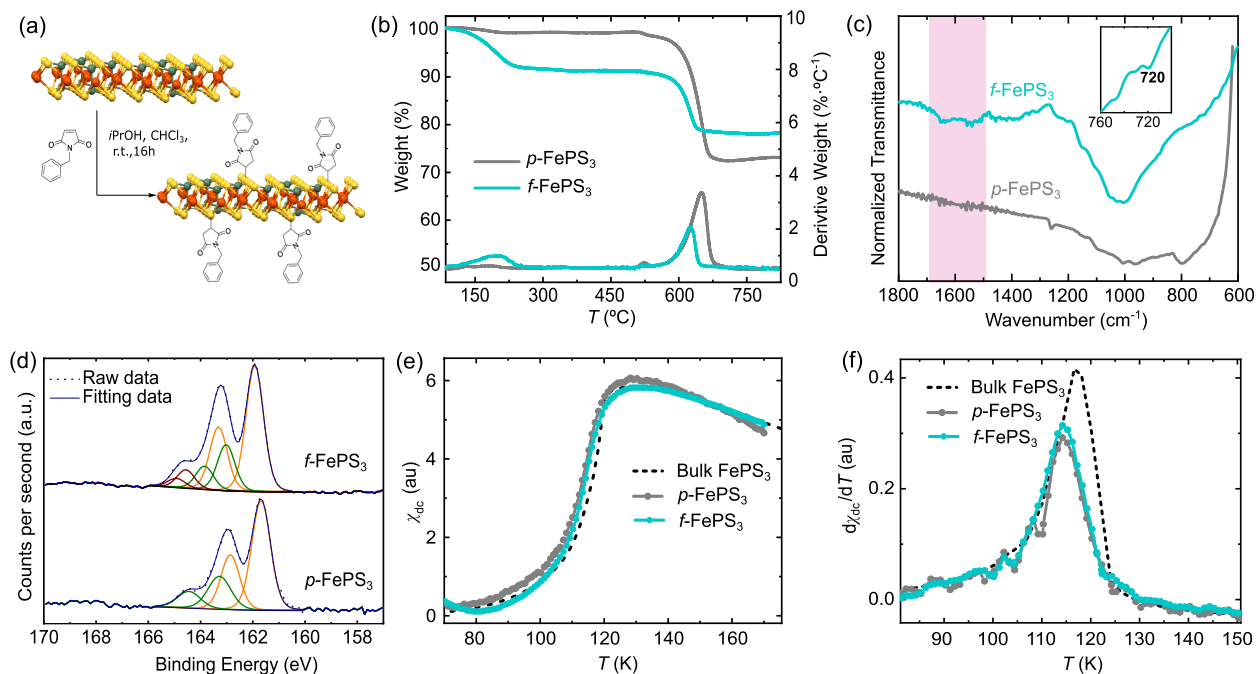 (a)
iPrOH, CHCl₃,
r.t.,16h
O
N
O
O
N
O
O
N
O
O
N
O
O
N
O
(b)
100
90
80
70
60
50
Weight (%)
p-FePS₃
f-FePS₃
10
8
6
4
2
0
Derivtive Weight (%·ºC⁻¹)
150
300
450
600
750
T (ºC)
(c)
Normalized Transmittance
f-FePS₃
p-FePS₃
720
760
720
1800
1600
1400
1200
1000
800
600
Wavenumber (cm⁻¹)
(d)
Raw data
Fitting data
f-FePS₃
p-FePS₃
Counts per second (a.u.)
170
168
166
164
162
160
158
Binding Energy (eV)
(e)
6
4
2
0
χdc (au)
Bulk FePS₃
p-FePS₃
f-FePS₃
80
100
120
140
160
T (K)
(f)
0.4
0.2
0.0
dχdc/dT (au)
Bulk FePS₃
p-FePS₃
f-FePS₃
90
100
110
120
130
140
150
T (K)